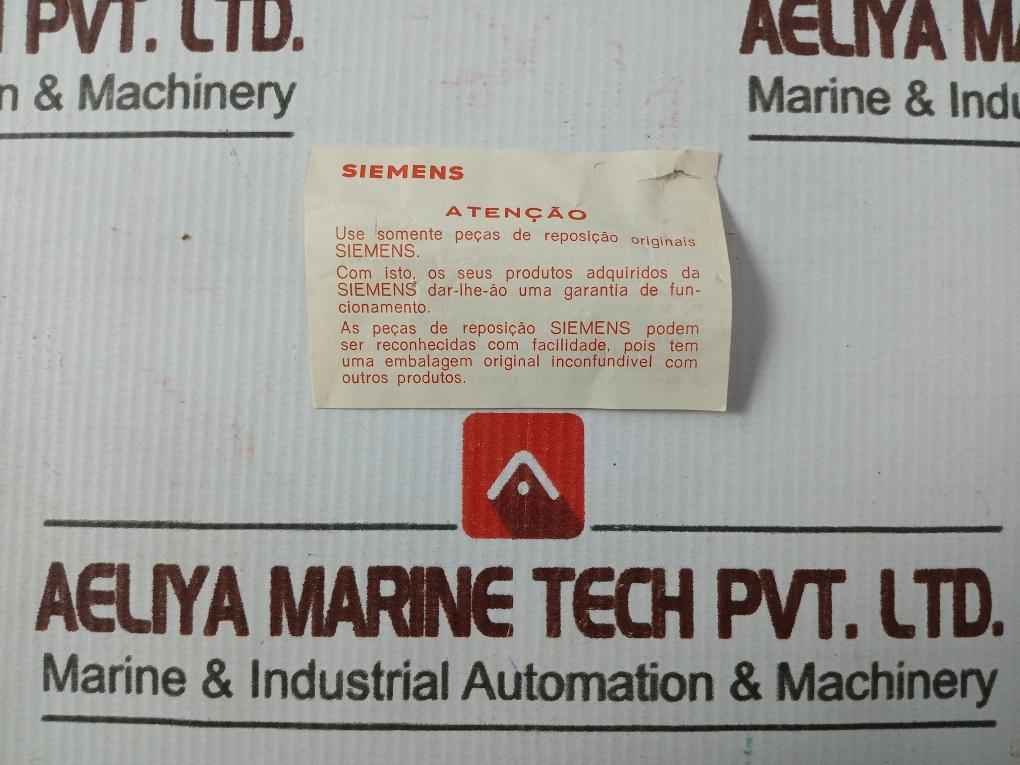 I PVT. LTD.
AELIYA MA
n & Machinery
Marine & Indu
SIEMENS
ATENÇÃO
Use somente peças de reposição originais
SIEMENS.
Com isto, os seus produtos adquiridos da
SIEMENS dar-lhe-ão uma garantia de fun-
cionamento.
As peças de reposição SIEMENS podem
ser reconhecidas com facilidade, pois tem
uma embalagem original inconfundível com
outros produtos.
AELIYA MARINE TECH PVT. LTD.
Marine & Industrial Automation & Machinery